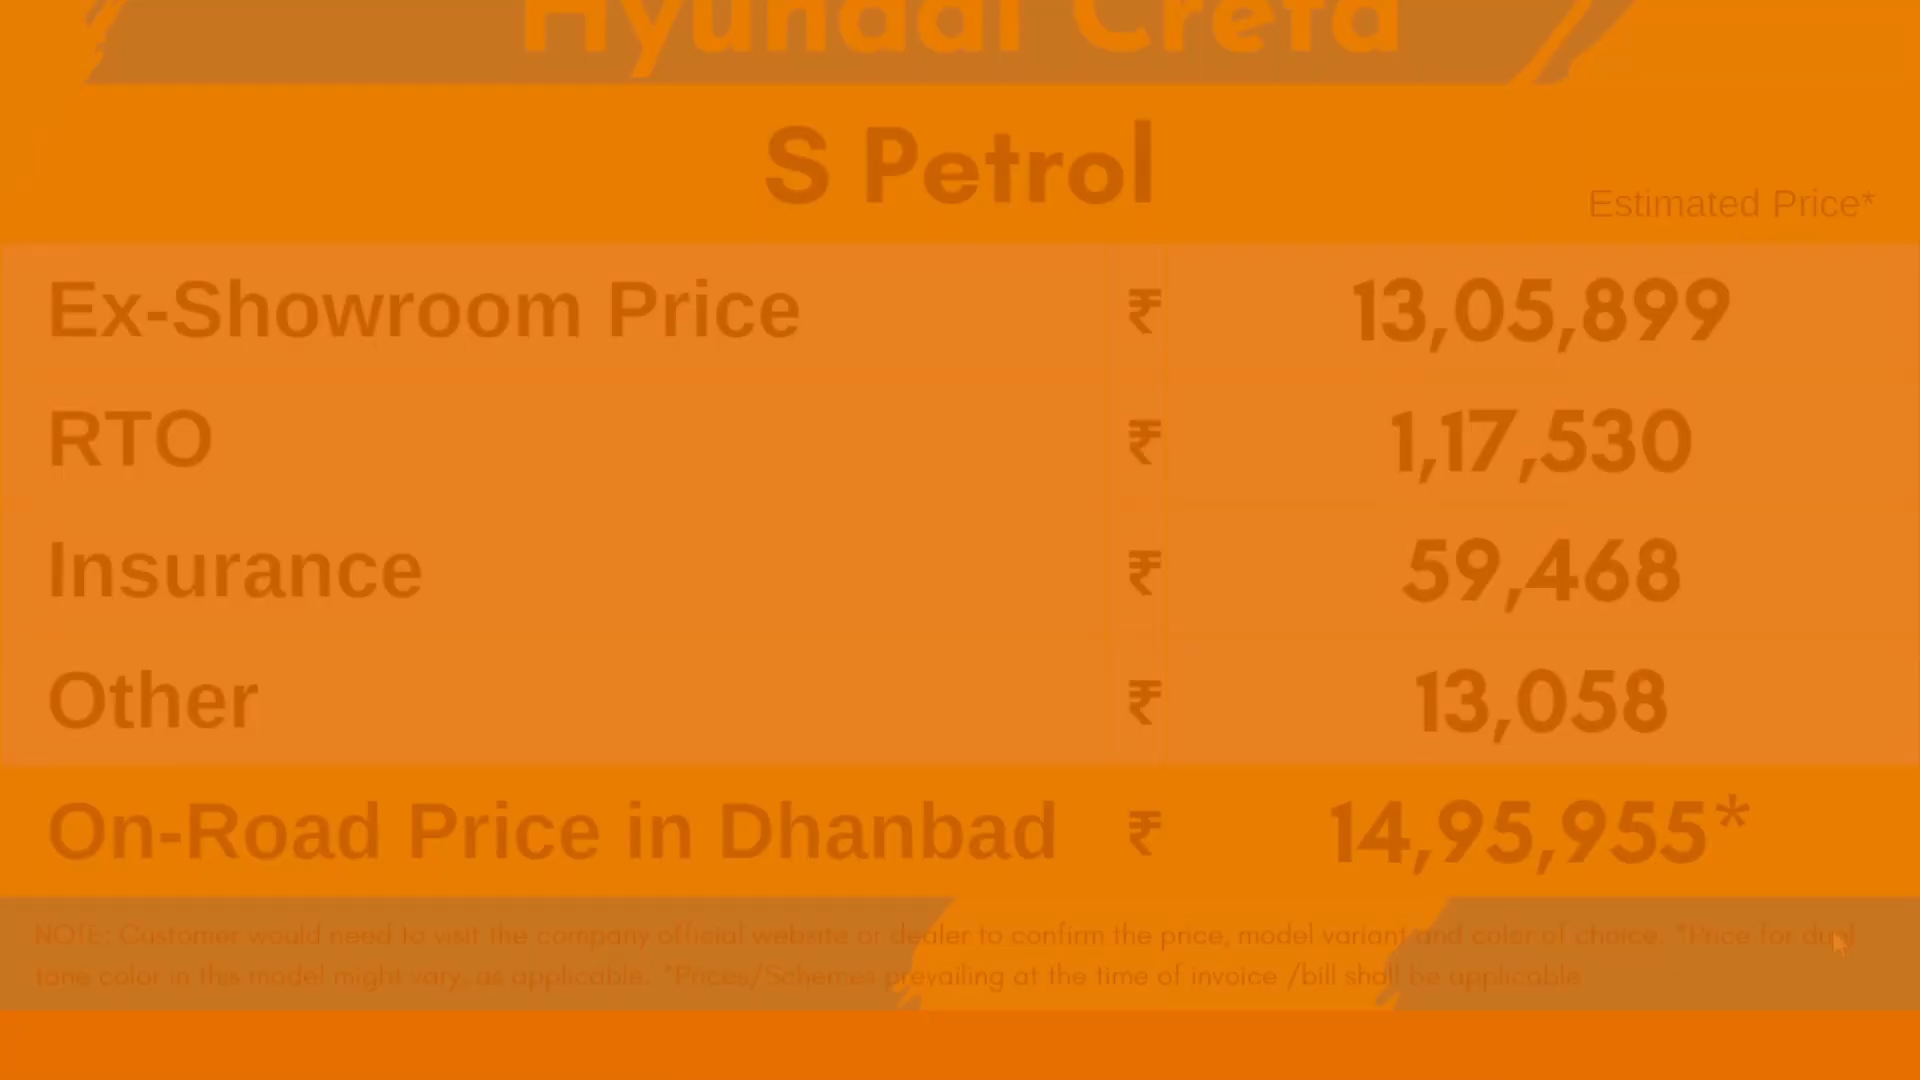 Hyundai Creta
S Petrol
Estimated Price*
Ex-Showroom Price ₹ 13,05,899
RTO ₹ 1,17,530
Insurance ₹ 59,468
Other ₹ 13,058
On-Road Price in Dhanbad ₹ 14,95,955*
NOTE: Customer would need to visit the company official website or dealer to confirm the price, model variant and color of choice. *Price for dual
tone color in this model might vary, as applicable. *Prices/Schemes prevailing at the time of invoice /bill shall be applicable